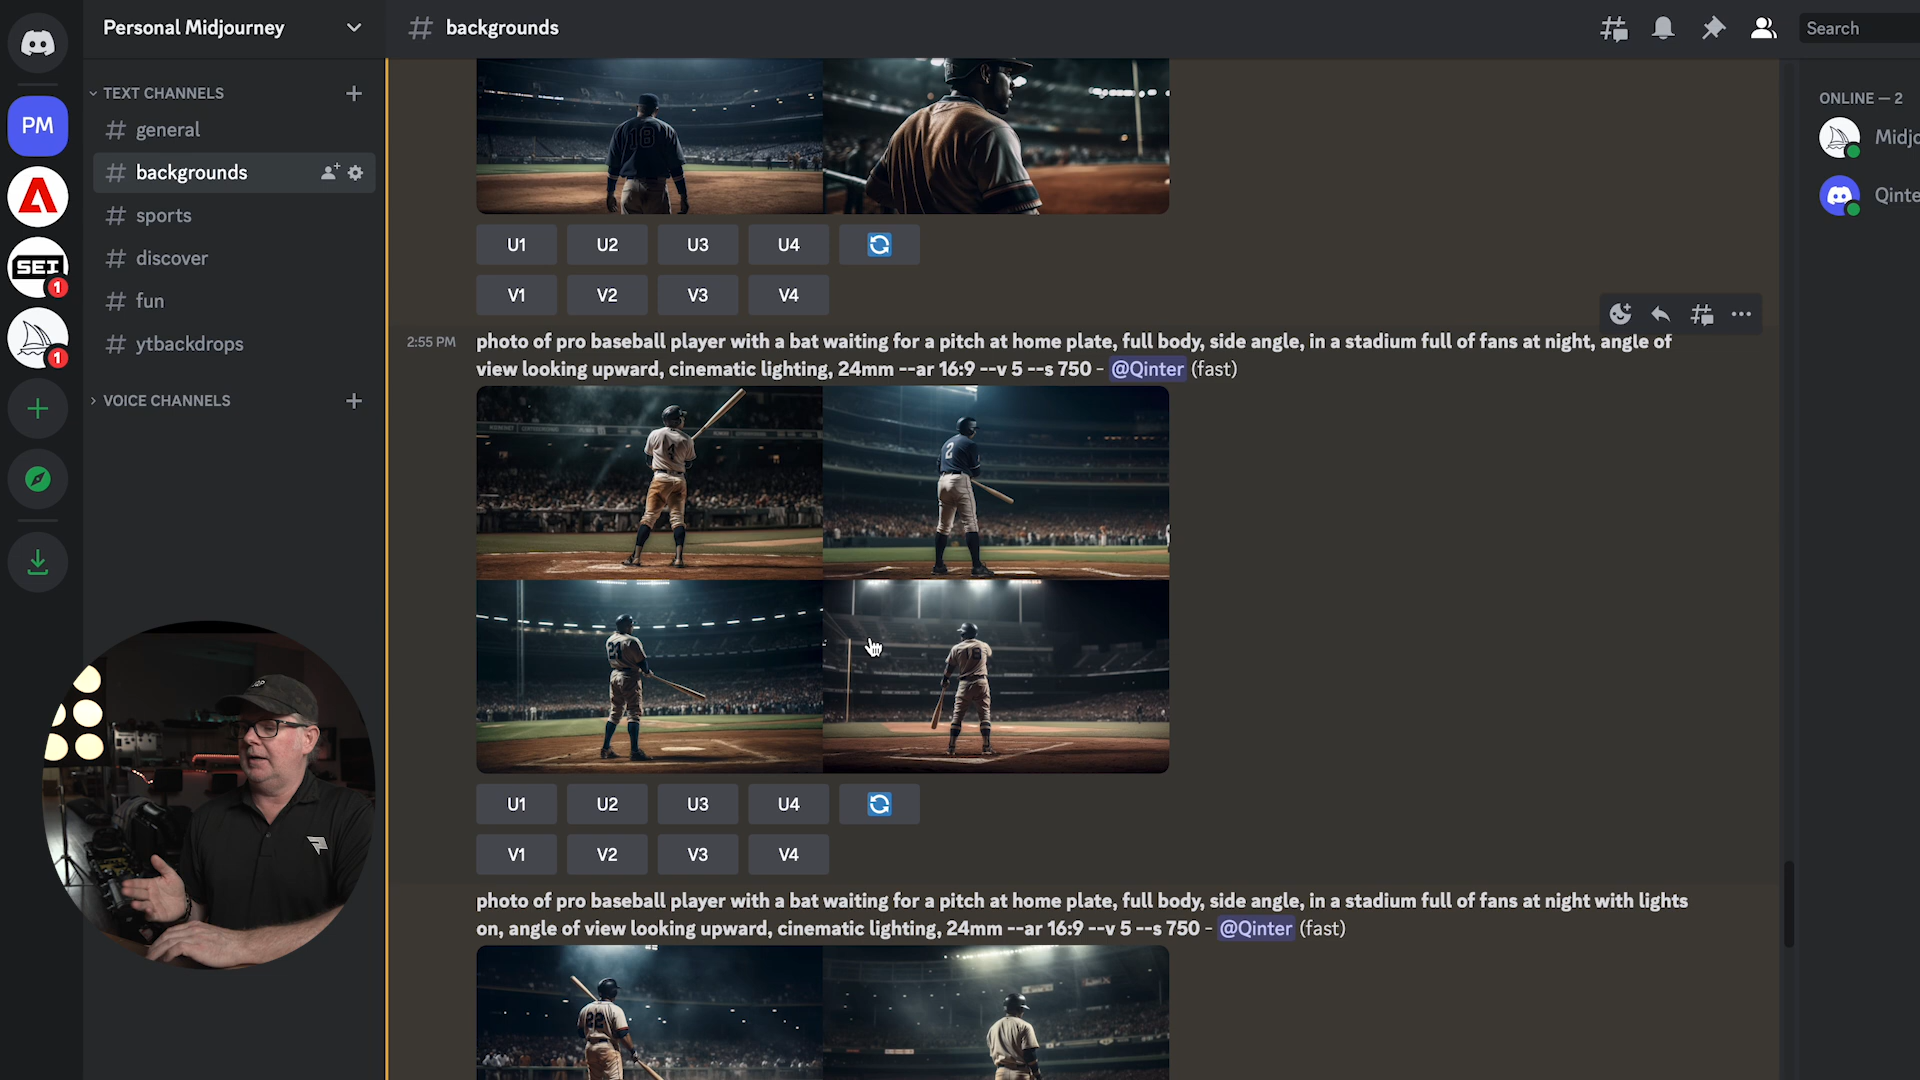 Personal Midjourney
# backgrounds
Search
TEXT CHANNELS
general
backgrounds
sports
discover
fun
ytbackdrops
VOICE CHANNELS
PM
SEI
1
1
ONLINE — 2
Midjo
Qinte
18
U1 U2 U3 U4
V1 V2 V3 V4
2:55 PM
photo of pro baseball player with a bat waiting for a pitch at home plate, full body, side angle, in a stadium full of fans at night, angle of
view looking upward, cinematic lighting, 24mm --ar 16:9 --v 5 --s 750 - @Qinter (fast)
2
U1 U2 U3 U4
V1 V2 V3 V4
photo of pro baseball player with a bat waiting for a pitch at home plate, full body, side angle, in a stadium full of fans at night with lights
on, angle of view looking upward, cinematic lighting, 24mm --ar 16:9 --v 5 --s 750 - @Qinter (fast)
22